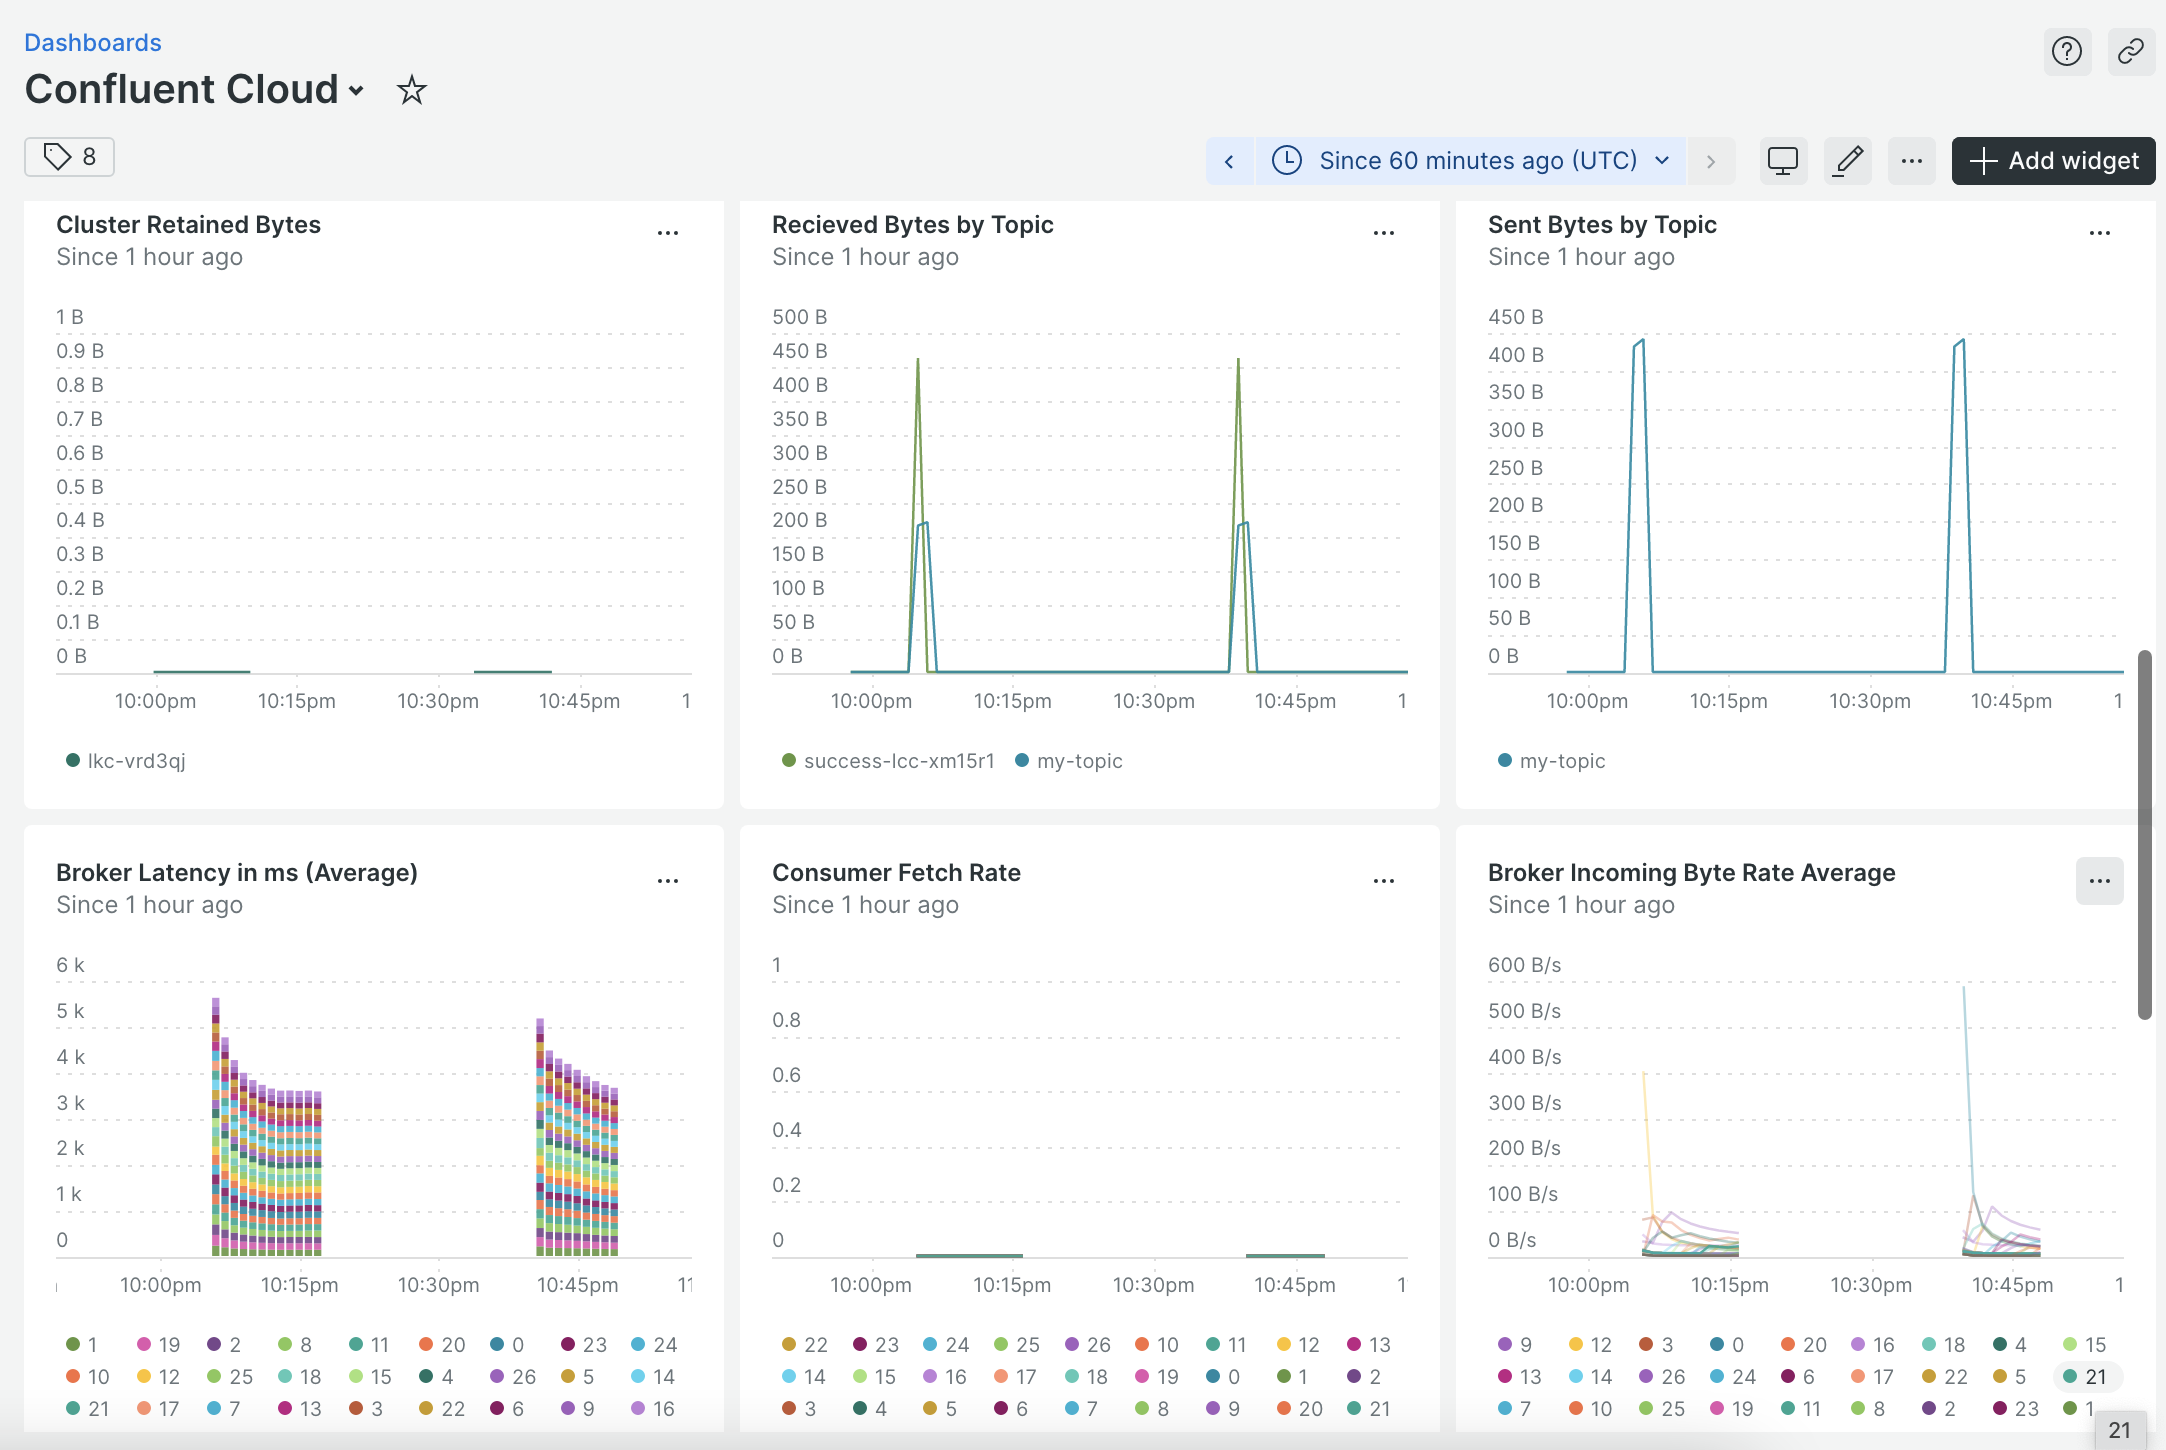 Dashboards
Confluent Cloud
8
Since 60 minutes ago (UTC)
Add widget
Cluster Retained Bytes
Since 1 hour ago
1 B
0.9 B
0.8 B
0.7 B
0.6 B
0.5 B
0.4 B
0.3 B
0.2 B
0.1 B
0 B
10:00pm 10:15pm 10:30pm 10:45pm 1
lkc-vrd3qj
Recieved Bytes by Topic
Since 1 hour ago
500 B
450 B
400 B
350 B
300 B
250 B
200 B
150 B
100 B
50 B
0 B
10:00pm 10:15pm 10:30pm 10:45pm 1
success-lcc-xm15r1 my-topic
Sent Bytes by Topic
Since 1 hour ago
450 B
400 B
350 B
300 B
250 B
200 B
150 B
100 B
50 B
0 B
10:00pm 10:15pm 10:30pm 10:45pm 1
my-topic
Broker Latency in ms (Average)
Since 1 hour ago
6 k
5 k
4 k
3 k
2 k
1 k
0
10:00pm 10:15pm 10:30pm 10:45pm 11
1 19 2 8 11 20 0 23 24
10 12 25 18 15 4 26 5 14
21 17 7 13 3 22 6 9 16
Consumer Fetch Rate
Since 1 hour ago
1
0.8
0.6
0.4
0.2
0
10:00pm 10:15pm 10:30pm 10:45pm 1
22 23 24 25 26 10 11 12 13
14 15 16 17 18 19 0 1 2
3 4 5 6 7 8 9 20 21
Broker Incoming Byte Rate Average
Since 1 hour ago
600 B/s
500 B/s
400 B/s
300 B/s
200 B/s
100 B/s
0 B/s
10:00pm 10:15pm 10:30pm 10:45pm 1
9 12 3 0 20 16 18 4 15
13 14 26 24 6 17 22 5 21
7 10 25 19 11 8 2 23 1
21